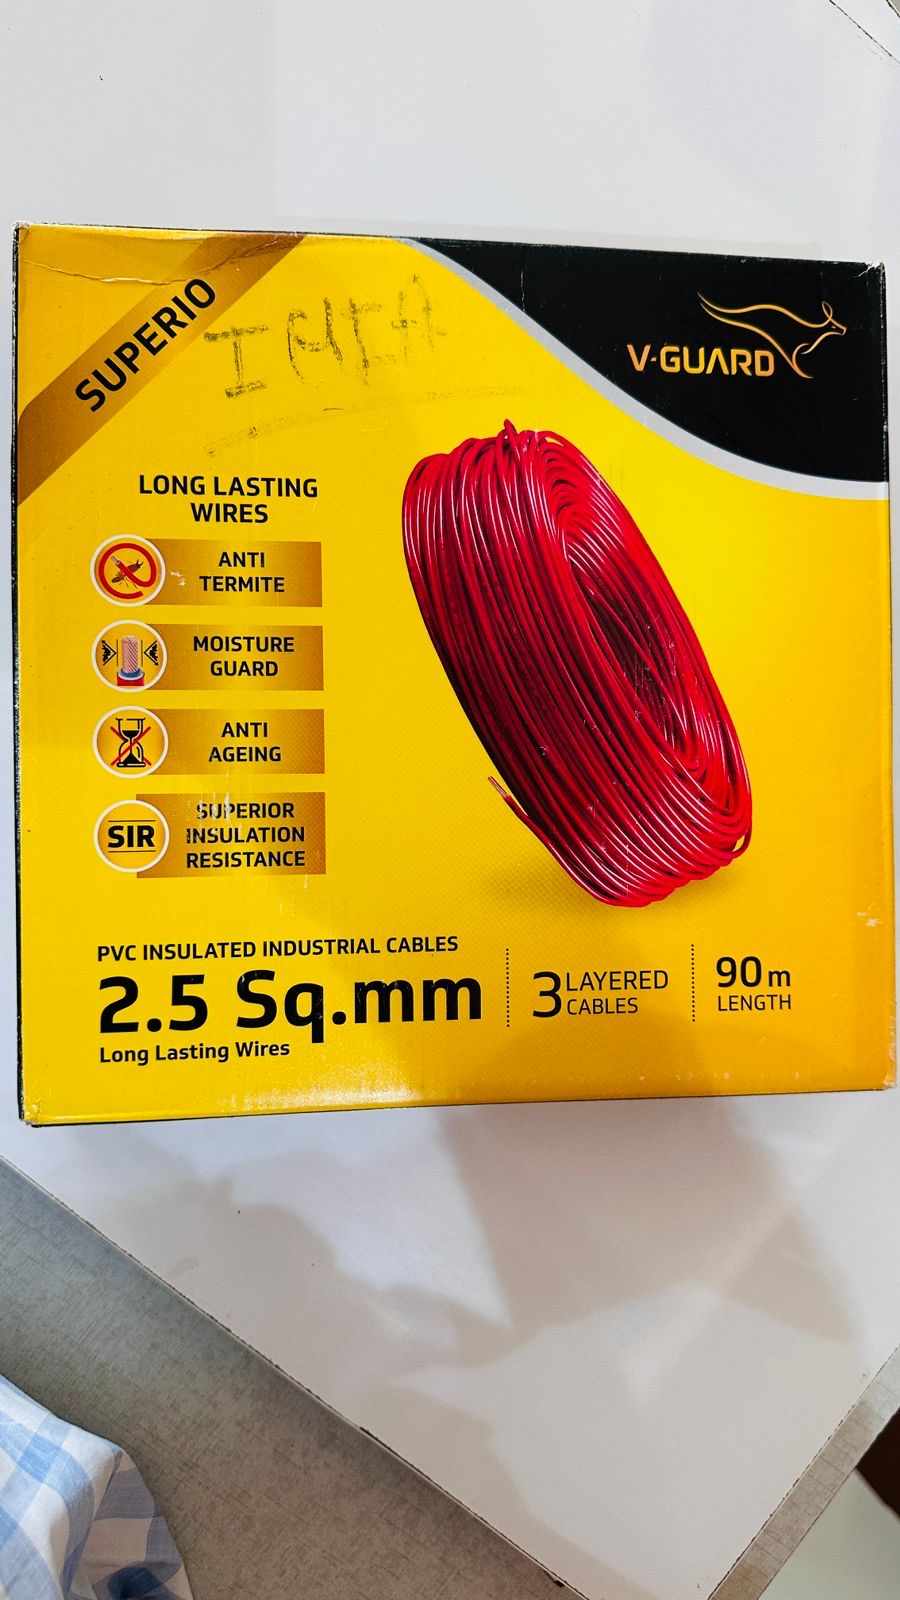 SUPERIO
V-GUARD
LONG LASTING
WIRES
ANTI
TERMITE
MOISTURE
GUARD
ANTI
AGEING
SIR
SUPERIOR
INSULATION
RESISTANCE
PVC INSULATED INDUSTRIAL CABLES
2.5 Sq.mm
Long Lasting Wires
3 LAYERED
CABLES
90 m
LENGTH